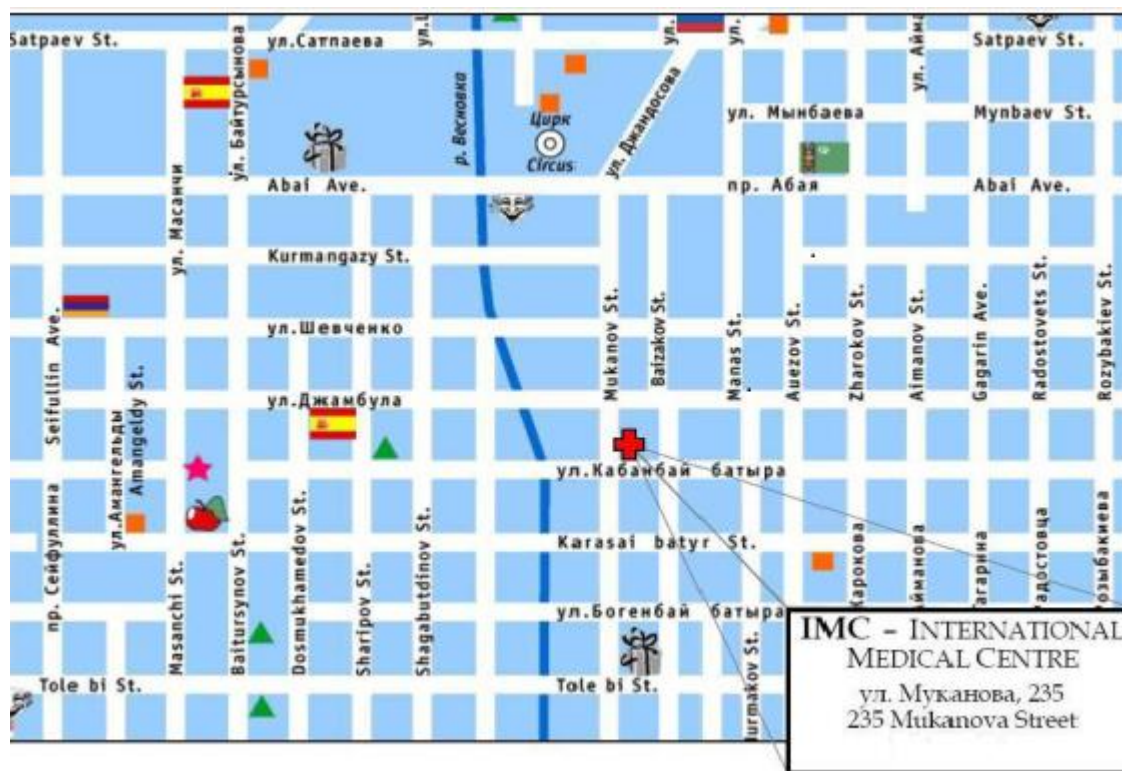 Satpaev St.
ул.Сатпаева
Satpaev St.
ул. Байтурсынова
р. Весновка
Цирк
Circus
ул. Джандосова
ул. Мынбаева
Mynbaev St.
ул. Масанчи
Abai Ave.
пр. Абая
Abai Ave.
Kurmangazy St.
Seifullin Ave.
ул.Шевченко
Mukanov St.
Baizakov St.
Manas St.
Auezov St.
Zharokov St.
Aimanov St.
Gagarin Ave.
Radostovets St.
Rozybakiev St.
ул.Амангельды
Amangeldy St.
ул.Джамбула
ул.Кабанбай батыра
пр. Сейфуллина
Masanchi St.
Baitursynov St.
Dosmukhamedov St.
Sharipov St.
Shagabutdinov St.
Karasai batyr St.
ул.Богенбай батыра
Tole bi St.
Tole bi St.
IMC – INTERNATIONAL
MEDICAL CENTRE
ул. Муканова, 235
235 Mukanova Street